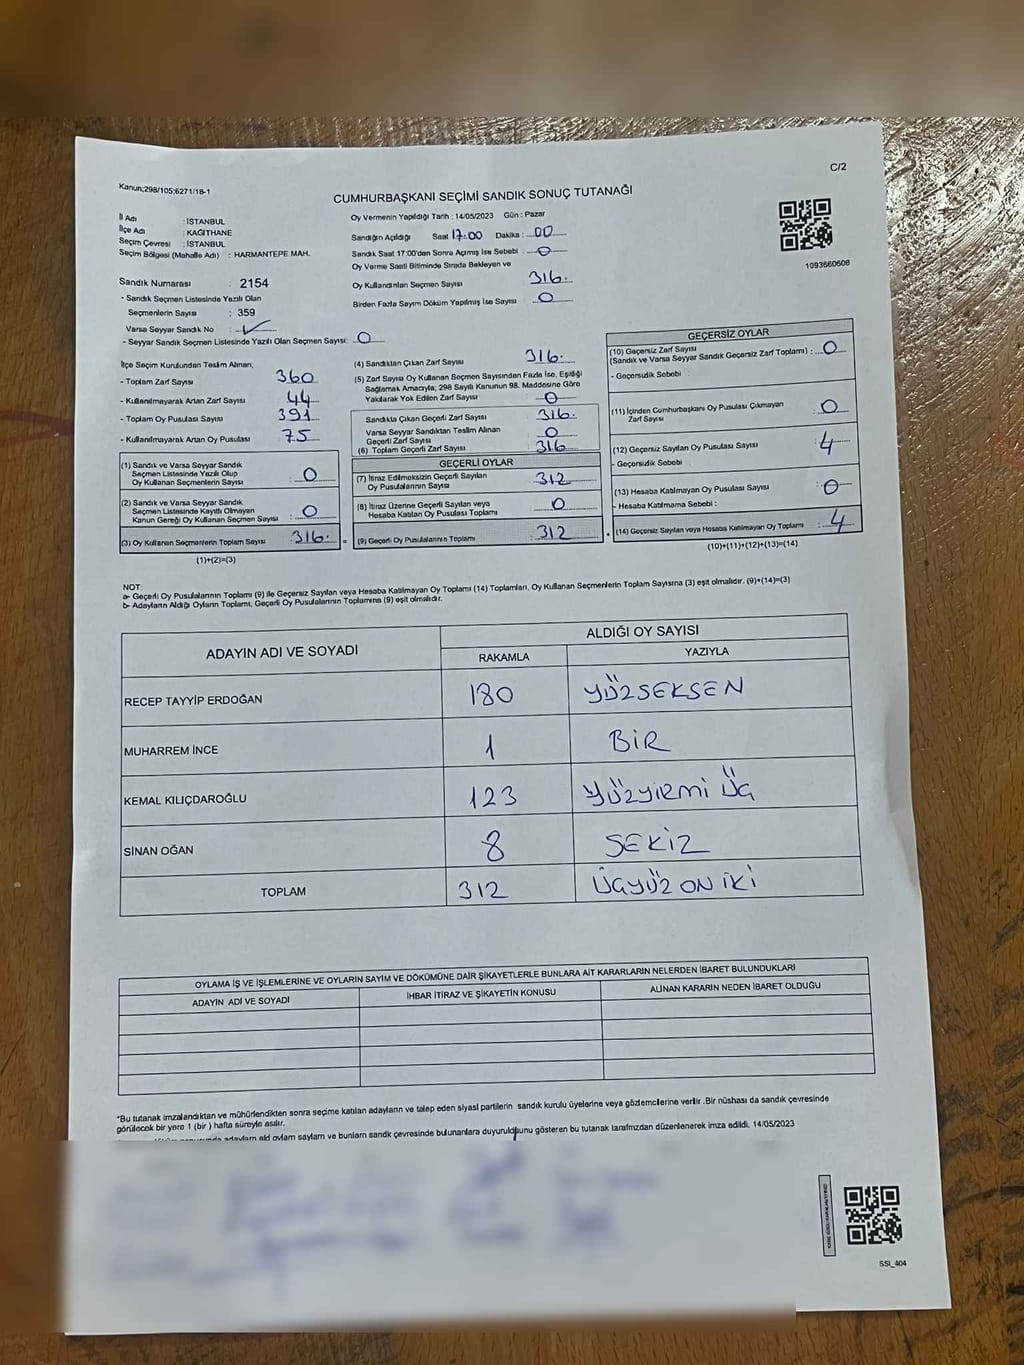 C/2
Kanun;298/105;6271/18-1
CUMHURBAŞKANI SEÇİMİ SANDIK SONUÇ TUTANAĞI
İl Adı : İSTANBUL
İlçe Adı : KAĞITHANE
Seçim Çevresi : İSTANBUL
Seçim Bölgesi (Mahalle Adı) : HARMANTEPE MAH.
Oy Vermenin Yapıldığı Tarih : 14/05/2023 Gün : Pazar
Sandığın Açıldığı Saat 17:00 Dakika : 00
Sandık Saat 17:00'den Sonra Açımış İse Sebebi : 0
Oy Verme Saati Bitiminde Sırada Bekleyen ve
Oy Kullandırılan Seçmen Sayısı 316.
Birden Fazla Sayım Döküm Yapılmış İse Sayısı : 0
1093660606
Sandık Numarası : 2154
- Sandık Seçmen Listesinde Yazılı Olan
Seçmenlerin Sayısı : 359
Varsa Seyyar Sandık No :
- Seyyar Sandık Seçmen Listesinde Yazılı Olan Seçmen Sayısı: 0
İlçe Seçim Kurulundan Teslim Alınan;
- Toplam Zarf Sayısı 360
- Kullanılmayarak Artan Zarf Sayısı 44
- Toplam Oy Pusulası Sayısı 391
- Kullanılmayarak Artan Oy Pusulası 75
(1) Sandık ve Varsa Seyyar Sandık
Seçmen Listesinde Yazılı Olup
Oy Kullanan Seçmenlerin Sayısı : 0
(2) Sandık ve Varsa Seyyar Sandık
Seçmen Listesinde Kayıtlı Olmayan
Kanun Gereği Oy Kullanan Seçmen Sayısı : 0
(3) Oy Kullanan Seçmenlerin Toplam Sayısı : 316.
(1)+(2)=(3)
(4) Sandıktan Çıkan Zarf Sayısı 316.
(5) Zarf Sayısı Oy Kullanan Seçmen Sayısından Fazla İse, Eşitliği
Sağlamak Amacıyla; 298 Sayılı Kanunun 98. Maddesine Göre
Yakılarak Yok Edilen Zarf Sayısı : 0
Sandıkta Çıkan Geçerli Zarf Sayısı 316.
Varsa Seyyar Sandıktan Teslim Alınan
Geçerli Zarf Sayısı 0
(6) Toplam Geçerli Zarf Sayısı 316
GEÇERLİ OYLAR
(7) İtiraz Edilmeksizin Geçerli Sayılan
Oy Pusulalarının Sayısı : 312
(8) İtiraz Üzerine Geçerli Sayılan veya
Hesaba Katılan Oy Pusulası Toplamı : 0
= (9) Geçerli Oy Pusulalarının Toplamı : 312
GEÇERSİZ OYLAR
(10) Geçersiz Zarf Sayısı
(Sandık ve Varsa Seyyar Sandık Geçersiz Zarf Toplamı) : 0
- Geçersizlik Sebebi :
(11) İçinden Cumhurbaşkanı Oy Pusulası Çıkmayan
Zarf Sayısı : 0
(12) Geçersiz Sayılan Oy Pusulası Sayısı 4
- Geçersizlik Sebebi
(13) Hesaba Katılmayan Oy Pusulası Sayısı : 0
- Hesaba Katılmama Sebebi :
+ (14) Geçersiz Sayılan veya Hesaba Katılmayan Oy Toplamı : 4
(10)+(11)+(12)+(13)=(14)
NOT:
a- Geçerli Oy Pusulalarının Toplamı (9) ile Geçersiz Sayılan veya Hesaba Katılmayan Oy Toplamı (14) Toplamları, Oy Kullanan Seçmenlerin Toplam Sayısına (3) eşit olmalıdır. (9)+(14)=(3)
b- Adayların Aldığı Oyların Toplamı, Geçerli Oy Pusulalarının Toplamına (9) eşit olmalıdır.
ADAYIN ADI VE SOYADI ALDIĞI OY SAYISI
RAKAMLA YAZIYLA
RECEP TAYYİP ERDOĞAN 180 YÜZSEKSEN
MUHARREM İNCE 1 BİR
KEMAL KILIÇDAROĞLU 123 YÜZYİRMİ ÜÇ
SİNAN OĞAN 8 SEKİZ
TOPLAM 312 ÜÇYÜZ ON İKİ
OYLAMA İŞ VE İŞLEMLERİNE VE OYLARIN SAYIM VE DÖKÜMÜNE DAİR ŞİKAYETLERLE BUNLARA AİT KARARLARIN NELERDEN İBARET BULUNDUKLARI
ADAYIN ADI VE SOYADI İHBAR İTİRAZ VE ŞİKAYETİN KONUSU ALINAN KARARIN NEDEN İBARET OLDUĞU
*Bu tutanak imzalandıktan ve mühürlendikten sonra seçime katılan adayların ve talep eden siyasi partilerin sandık kurulu üyelerine veya gözlemcilerine verilir .Bir nüshası da sandık çevresinde
görülecek bir yere 1 (bir ) hafta süreyle asılır.
adayların ald oyların sayların ve bunların sandık çevresinde bulunanlara duyurulduğunu gösteren bu tutanak tarafımızdan düzenlenerek imza edildi. 14/05/2023
SSI_404